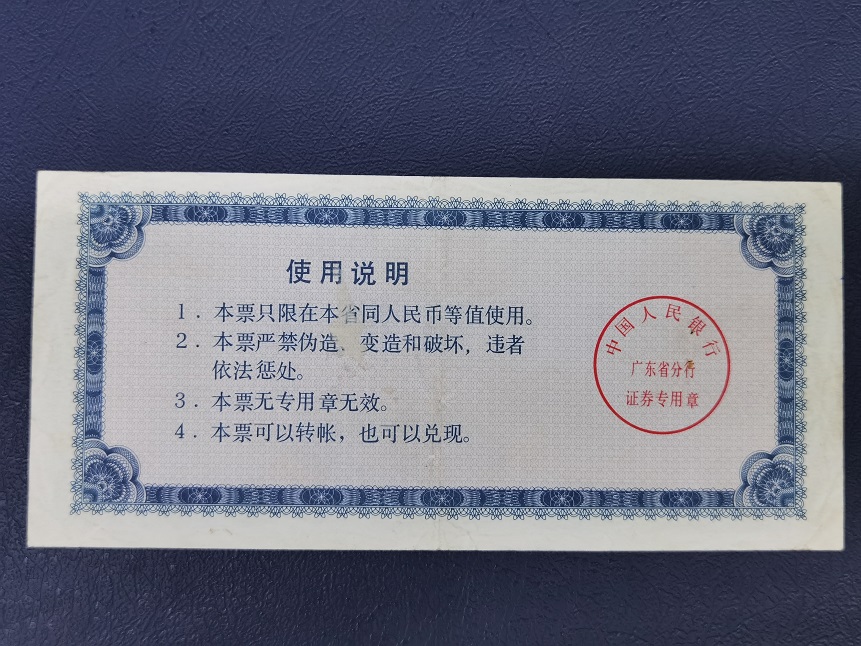 使用说明
1．本票只限在本省同人民币等值使用。
2．本票严禁伪造、变造和破坏，违者
依法惩处。
3．本票无专用章无效。
4．本票可以转帐，也可以兑现。
中国人民银行
广东省分行
证券专用章